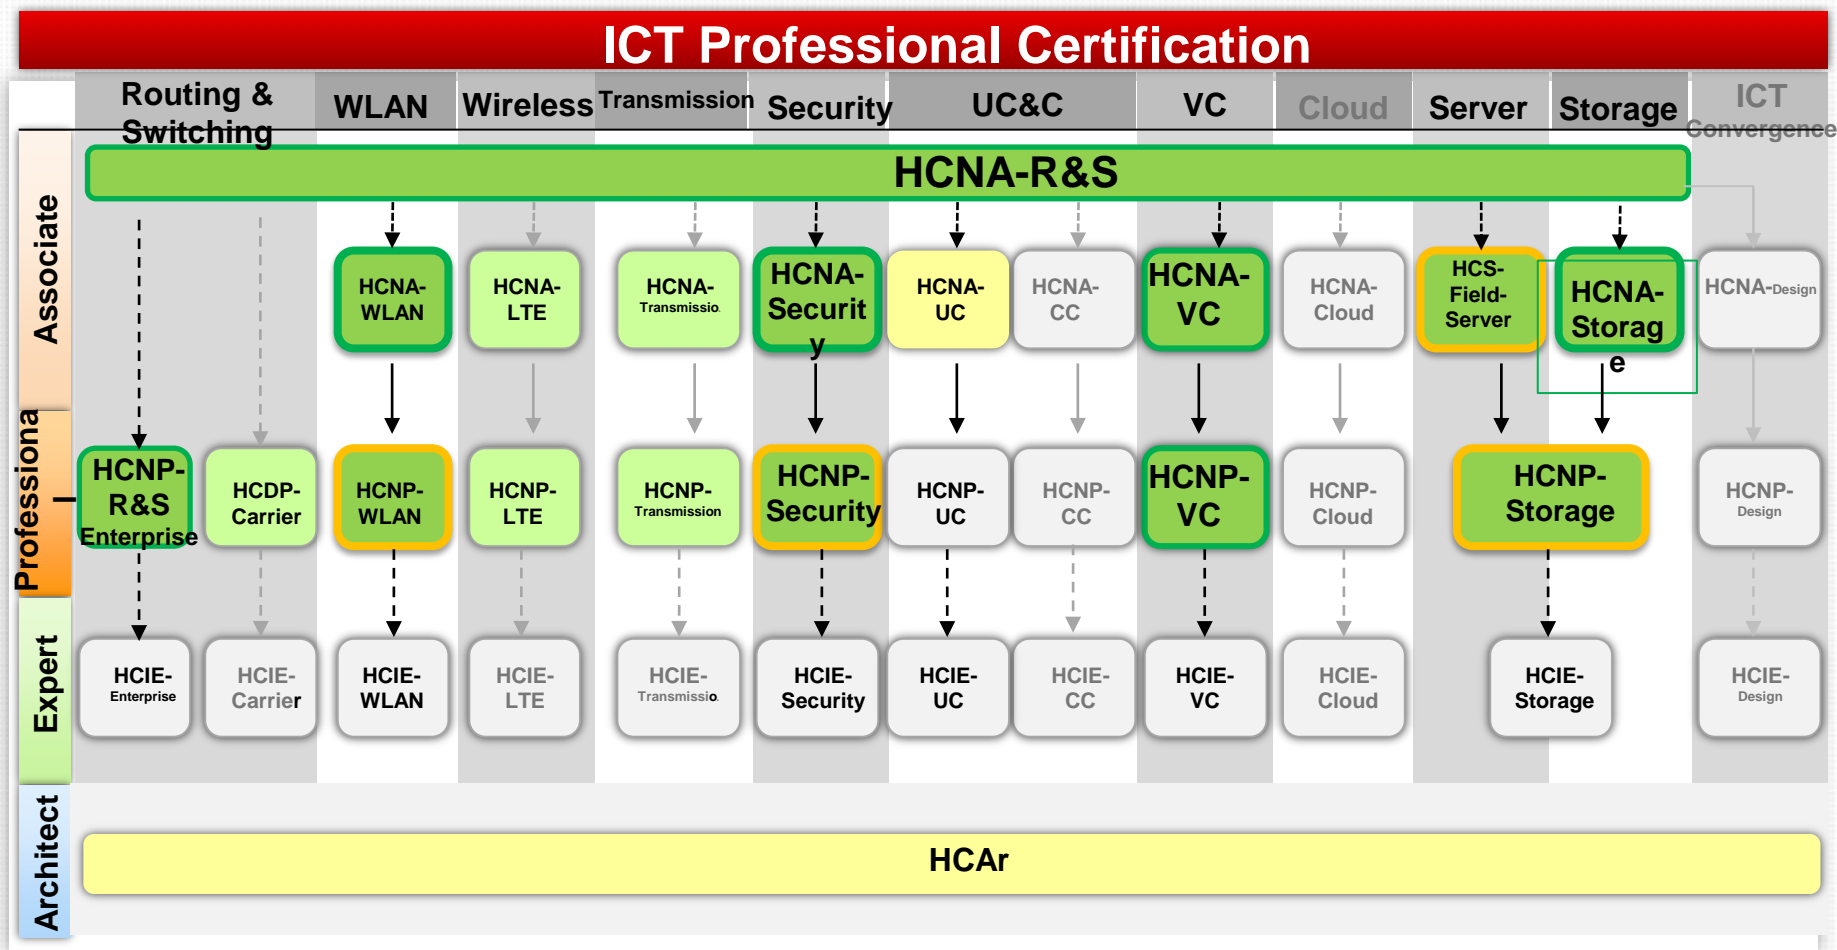 ICT Professional Certification
Routing &
Switching
WLAN
Wireless
Transmission
Security
UC&C
VC
Cloud
Server
Storage
ICT
Convergence
Associate
HCNA-R&S
HCNA-
WLAN
HCNA-
LTE
HCNA-
Transmissio.
HCNA-
Securit
y
HCNA-
UC
HCNA-
CC
HCNA-
VC
HCNA-
Cloud
HCS-
Field-
Server
HCNA-
Storag
e
HCNA-Design
Professiona
l
HCNP-
R&S
Enterprise
HCDP-
Carrier
HCNP-
WLAN
HCNP-
LTE
HCNP-
Transmission
HCNP-
Security
HCNP-
UC
HCNP-
CC
HCNP-
VC
HCNP-
Cloud
HCNP-
Storage
HCNP-
Design
Expert
HCIE-
Enterprise
HCIE-
Carrier
HCIE-
WLAN
HCIE-
LTE
HCIE-
Transmissio.
HCIE-
Security
HCIE-
UC
HCIE-
CC
HCIE-
VC
HCIE-
Cloud
HCIE-
Storage
HCIE-
Design
Architect
HCAr